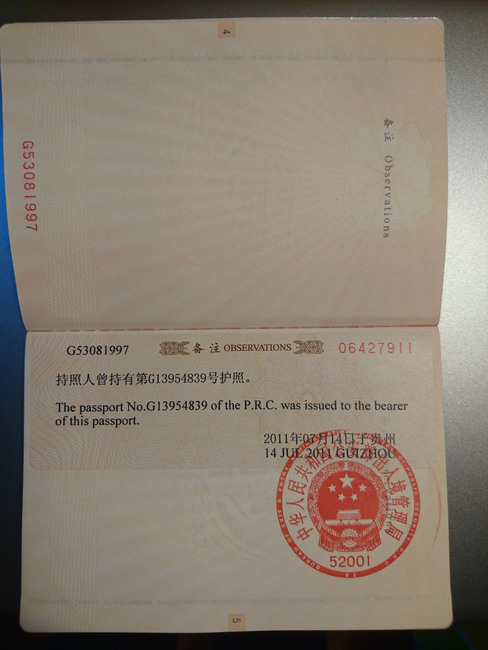 4
备注 Observations
G53081997
G53081997 备注 OBSERVATIONS 06427911
持照人曾持有第G13954839号护照。
The passport No.G13954839 of the P.R.C. was issued to the bearer
of this passport.
2011年07月14日于贵州
14 JUL 2011 GUIZHOU
中华人民共和国公安部出入境管理局
52001
5